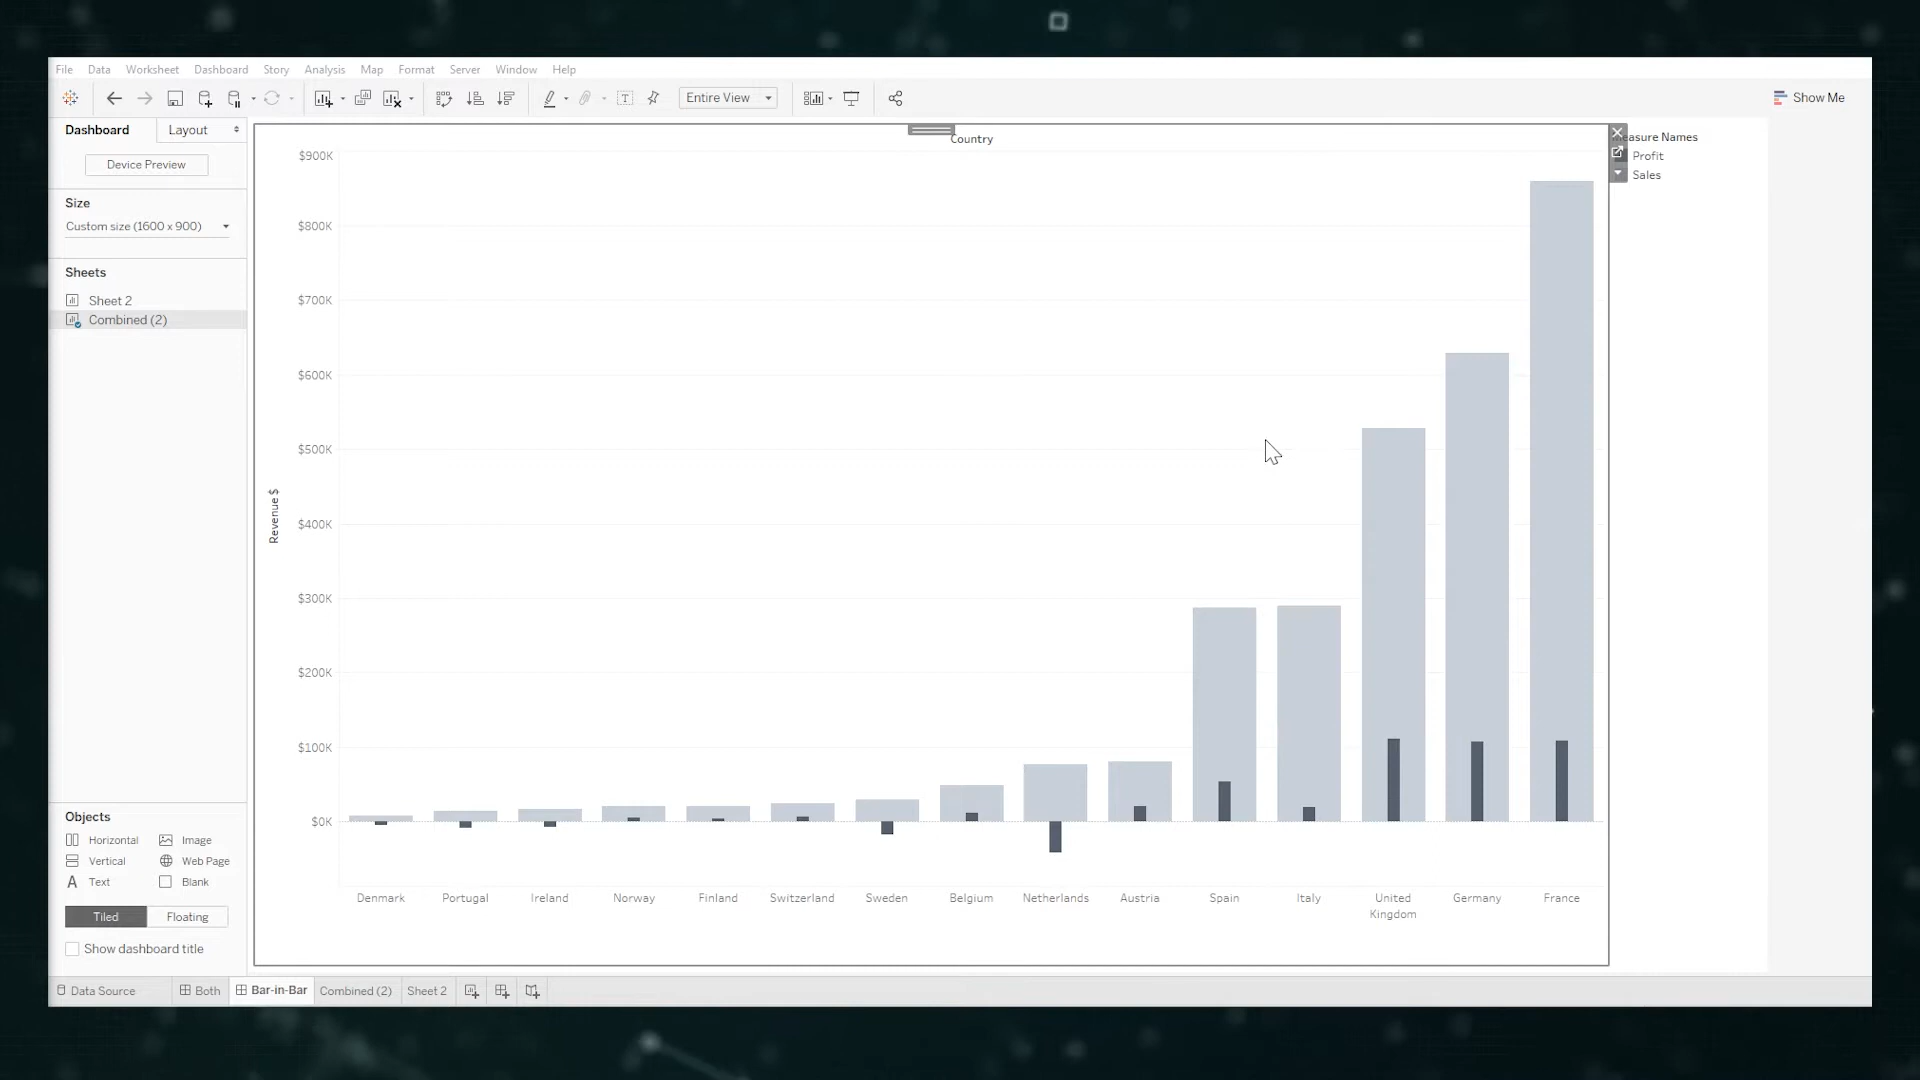 File Data Worksheet Dashboard Story Analysis Map Format Server Window Help
Entire View
Show Me
Dashboard Layout
Device Preview
Size
Custom size (1600 x 900)
Sheets
Sheet 2
Combined (2)
Country
$900K
$800K
$700K
$600K
$500K
$400K
$300K
$200K
$100K
$0K
Revenue $
Denmark Portugal Ireland Norway Finland Switzerland Sweden Belgium Netherlands Austria Spain Italy United Kingdom Germany France
easure Names
Profit
Sales
Objects
Horizontal Image
Vertical Web Page
A Text Blank
Tiled Floating
Show dashboard title
Data Source Both Bar-in-Bar Combined (2) Sheet 2